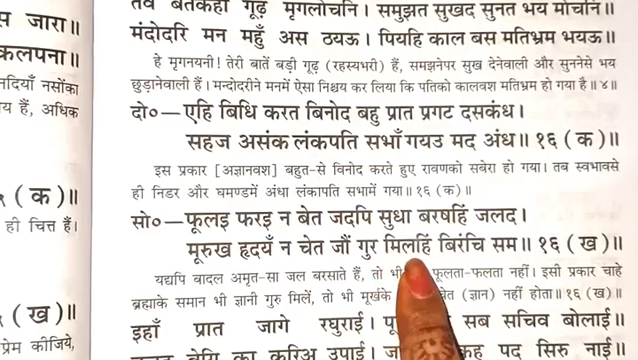 स जारा॥
कलपना॥
नदियाँ नसोंका
य हैं, अधिक
(क)॥
ही चित्त हैं।
(ख)॥
प्रेम कीजिये,
तव बतकही गूढ़ मृगलोचनि। समुझत सुखद सुनत भय मोचनि॥
मंदोदरि मन महुँ अस ठयऊ। पियहि काल बस मतिभ्रम भयऊ॥
हे मृगनयनी! तेरी बातें बड़ी गूढ़ (रहस्यभरी) हैं, समझनेपर सुख देनेवाली और सुननेसे भय
छुड़ानेवाली हैं। मन्दोदरीने मनमें ऐसा निश्चय कर लिया कि पतिको कालवश मतिभ्रम हो गया है॥४॥
दो०—एहि बिधि करत बिनोद बहु प्रात प्रगट दसकंध।
सहज असंक लंकपति सभाँ गयउ मद अंध॥१६(क)॥
इस प्रकार [अज्ञानवश] बहुत-से विनोद करते हुए रावणको सबेरा हो गया। तब स्वभावसे
ही निडर और घमण्डमें अंधा लंकापति सभामें गया॥१६ (क)॥
सो०—फूलइ फरइ न बेत जदपि सुधा बरषहिं जलद।
मूरुख हृदयँ न चेत जौं गुर मिलहिं बिरंचि सम॥१६(ख)॥
यद्यपि बादल अमृत-सा जल बरसाते हैं, तो भी फूलता-फलता नहीं। इसी प्रकार चाहे
ब्रह्माके समान भी ज्ञानी गुरु मिलें, तो भी मूर्खके चेत (ज्ञान) नहीं होता॥१६ (ख)॥
इहाँ प्रात जागे रघुराई। सब सचिव बोलाई॥
बेगि का करिअ उपाई। कह पद सिरु नाई॥